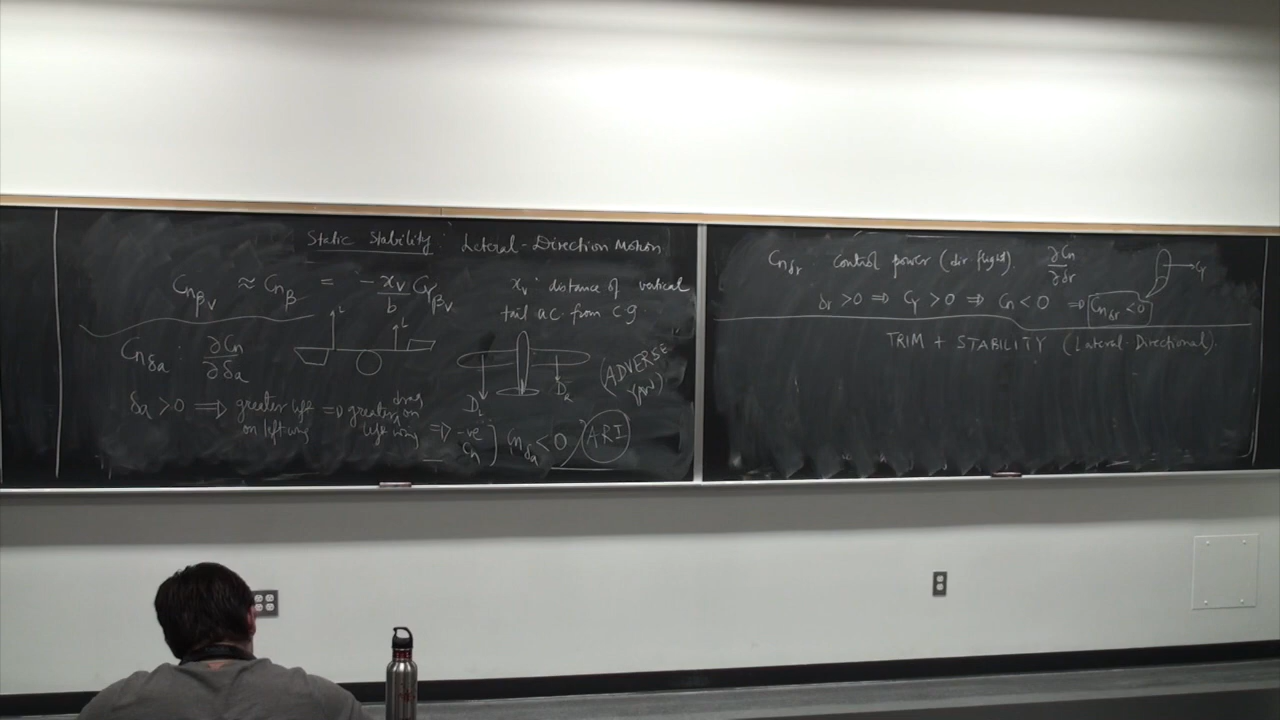 Static Stability: Lateral-Direction Motion
Cnβv ≈ Cnβ = -xv/b Cyβv
xv: distance of vertical
tail a.c. from c.g.
Cnδa : ∂Cn/∂δa
L
L
DL
DR
(ADVERSE
YAW)
δa > 0 ⟹ greater lift
on left wing
⟹ greater drag on
left wing
⟹ -ve
Cn
Cnδa < 0
ARI
Cnδr : Control power (dir flight). ∂Cn/∂δr
Cy
δr > 0 ⟹ Cy > 0 ⟹ Cn < 0 ⟹ Cnδr < 0
TRIM + STABILITY (Lateral-Directional).